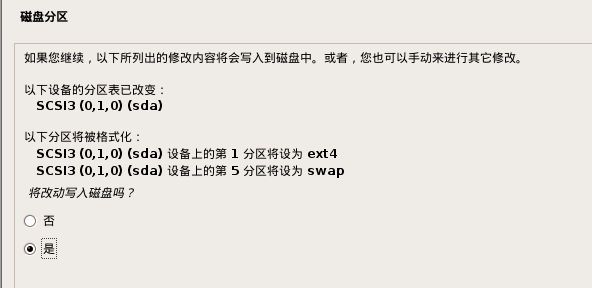 磁盘分区
如果您继续，以下所列出的修改内容将会写入到磁盘中。或者，您也可以手动来进行其它修改。
以下设备的分区表已改变：
SCSI3 (0,1,0) (sda)
以下分区将被格式化：
SCSI3 (0,1,0) (sda) 设备上的第 1 分区将设为 ext4
SCSI3 (0,1,0) (sda) 设备上的第 5 分区将设为 swap
将改动写入磁盘吗？
否
是